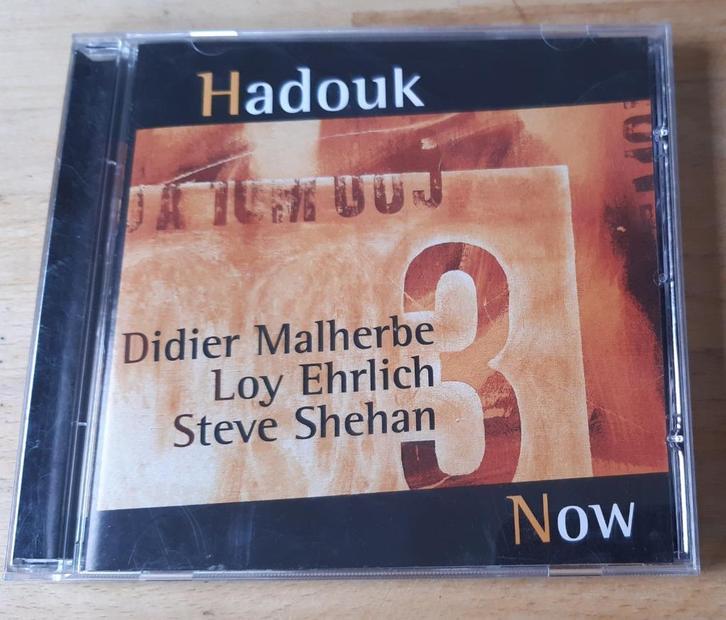 Hadouk
3
Didier Malherbe
Loy Ehrlich
Steve Shehan
Now